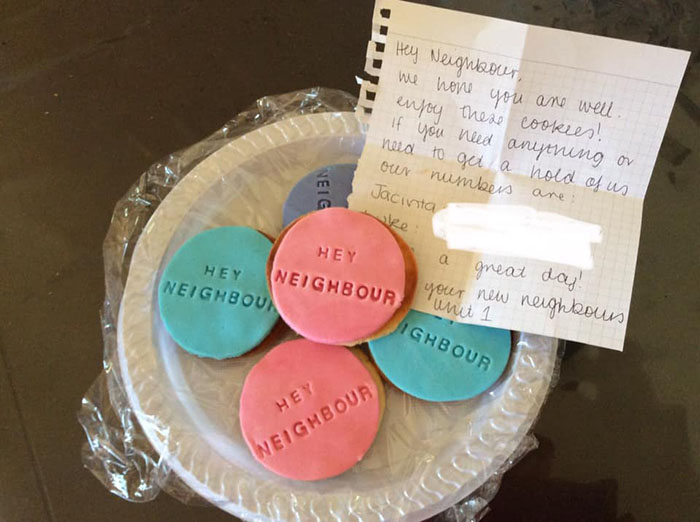 Hey Neighbour,
We hope you are well.
enjoy these cookies!
If you need anything or
need to get a hold of us
our numbers are:
Jacinta
Luke:
a great day!
your new neighbours
Unit 1
NEIG
HEY
NEIGHBOUR
HEY
NEIGHBOUR
IGHBOUR
HEY
NEIGHBOUR